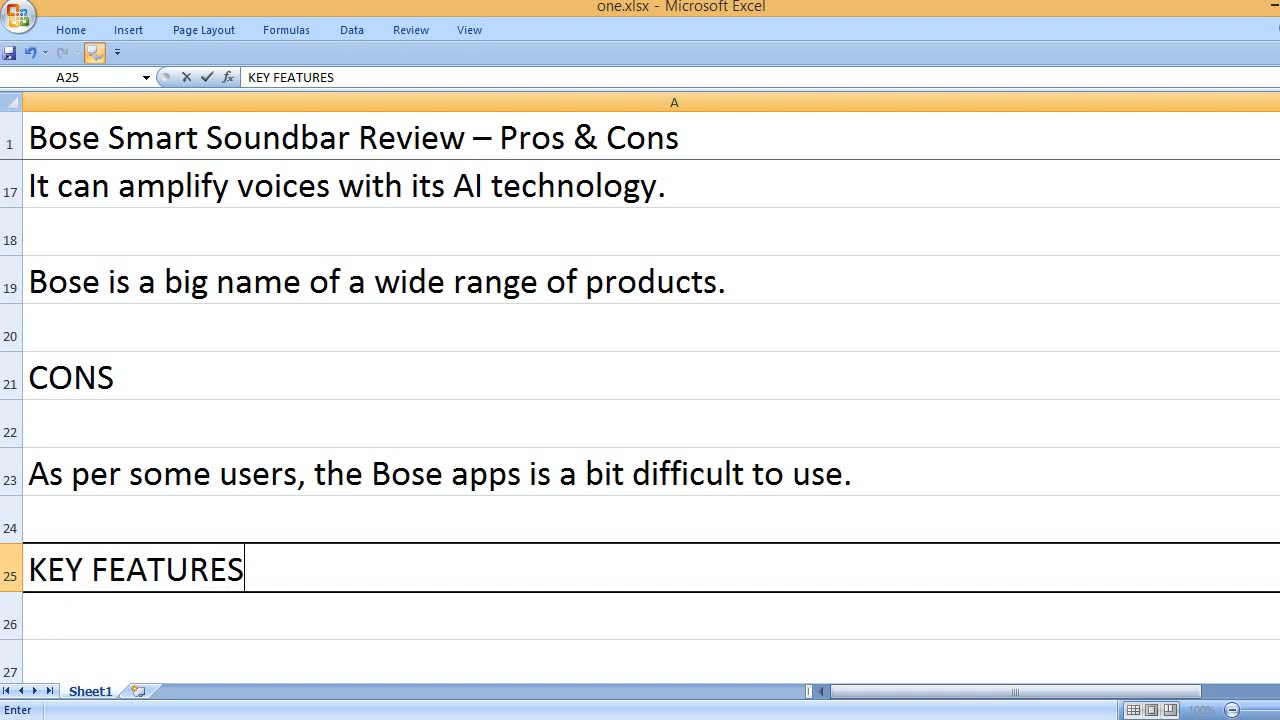 one.xlsx - Microsoft Excel
Home Insert Page Layout Formulas Data Review View
A25 fx KEY FEATURES
A
1 Bose Smart Soundbar Review – Pros & Cons
17 It can amplify voices with its AI technology.
18
19 Bose is a big name of a wide range of products.
20
21 CONS
22
23 As per some users, the Bose apps is a bit difficult to use.
24
25 KEY FEATURES
26
27
Sheet1
Enter 100%